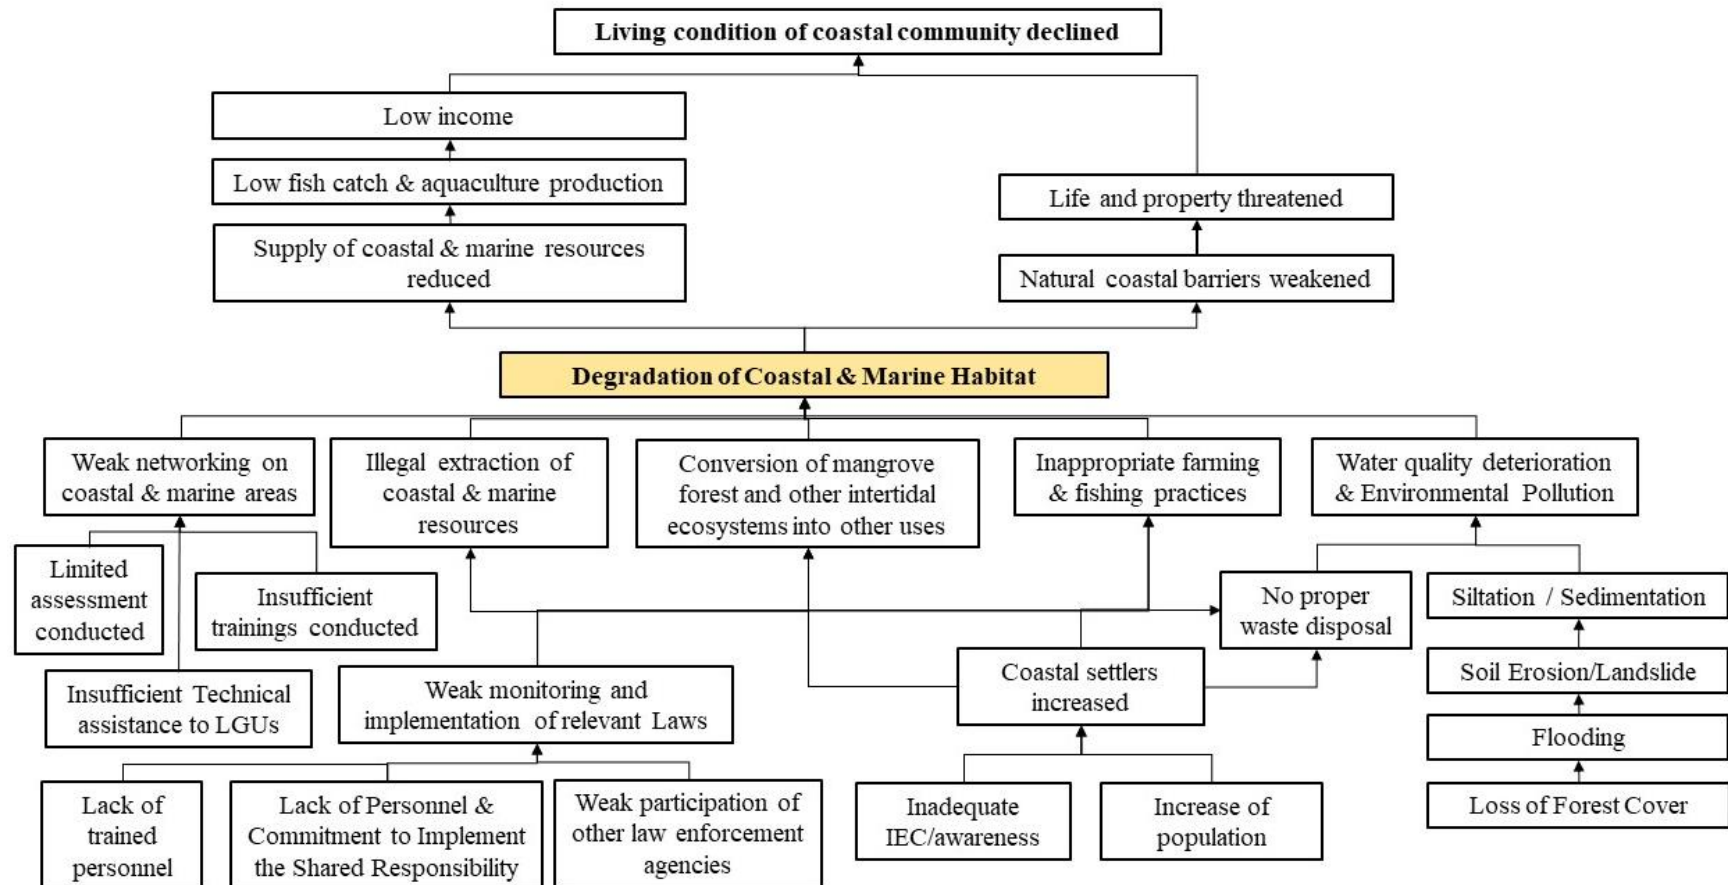 Living condition of coastal community declined
Low income
Low fish catch & aquaculture production
Supply of coastal & marine resources
reduced
Life and property threatened
Natural coastal barriers weakened
Degradation of Coastal & Marine Habitat
Weak networking on
coastal & marine areas
Illegal extraction of
coastal & marine
resources
Conversion of mangrove
forest and other intertidal
ecosystems into other uses
Inappropriate farming
& fishing practices
Water quality deterioration
& Environmental Pollution
Limited
assessment
conducted
Insufficient
trainings conducted
No proper
waste disposal
Siltation / Sedimentation
Insufficient Technical
assistance to LGUs
Weak monitoring and
implementation of relevant Laws
Coastal settlers
increased
Soil Erosion/Landslide
Flooding
Lack of
trained
personnel
Lack of Personnel &
Commitment to Implement
the Shared Responsibility
Weak participation of
other law enforcement
agencies
Inadequate
IEC/awareness
Increase of
population
Loss of Forest Cover